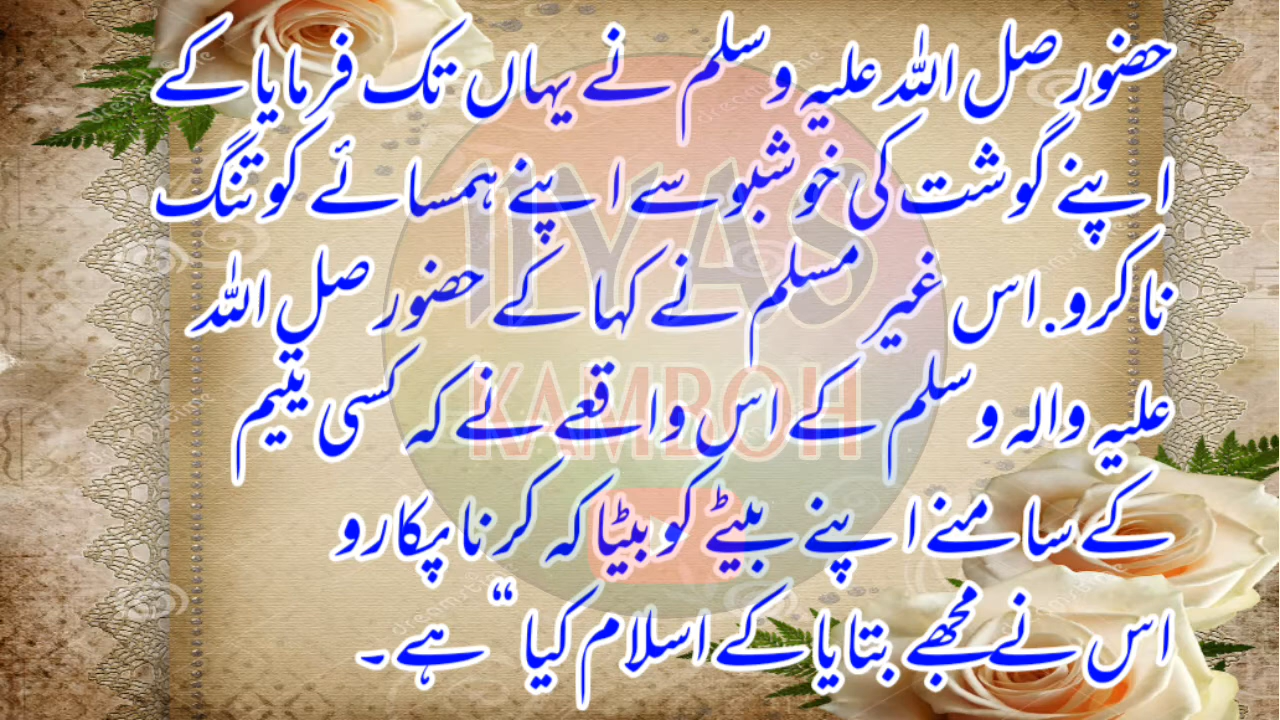 حضور صل اللہ علیہ و سلم نے یہاں تک فرمایا کے
اپنے گوشت کی خوشبو سے اپنے ہمسائے کو تنگ
نا کرو. اس غیر مسلم نے کہا کے حضور صل اللہ
علیہ والہ و سلم کے اس واقعے نے کہ کسی یتیم
کے سامنے اپنے بیٹے کو بیٹا کہ کر نا پکارو
اس نے مجھے بتایا کے اسلام کیا “ ہے ۔
ILYAS
KAMBOH
dreamstime